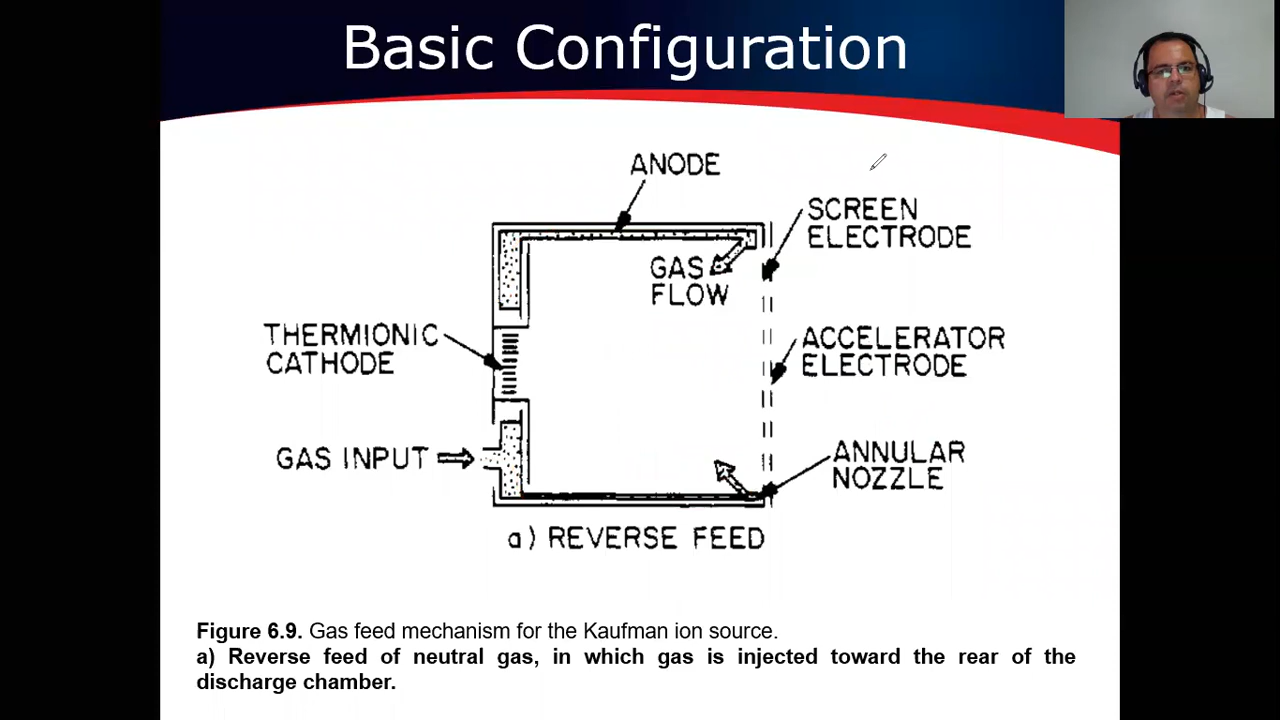 Basic Configuration
ANODE
SCREEN
ELECTRODE
GAS
FLOW
THERMIONIC
CATHODE
ACCELERATOR
ELECTRODE
GAS INPUT
ANNULAR
NOZZLE
a) REVERSE FEED
Figure 6.9. Gas feed mechanism for the Kaufman ion source.
a) Reverse feed of neutral gas, in which gas is injected toward the rear of the
discharge chamber.